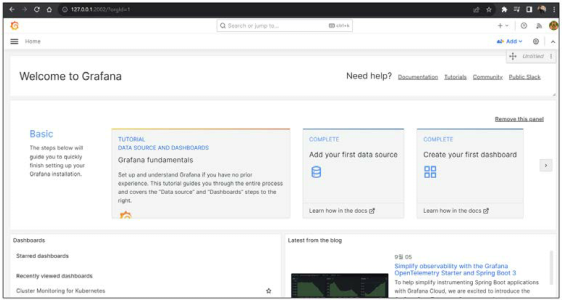 127.0.0.1:2002/?orgId=1
Search or jump to...
ctrl+k
Home
Add
Untitled
Welcome to Grafana
Need help?
Documentation
Tutorials
Community
Public Slack
Remove this panel
Basic
The steps below will
guide you to quickly
finish setting up your
Grafana installation.
TUTORIAL
DATA SOURCE AND DASHBOARDS
Grafana fundamentals
Set up and understand Grafana if you have no prior
experience. This tutorial guides you through the entire process
and covers the "Data source" and "Dashboards" steps to the
right.
COMPLETE
Add your first data source
Learn how in the docs
COMPLETE
Create your first dashboard
Learn how in the docs
Dashboards
Starred dashboards
Recently viewed dashboards
Cluster Monitoring for Kubernetes
Latest from the blog
9월 05
Simplify observability with the Grafana
OpenTelemetry Starter and Spring Boot 3
To help simplify instrumenting Spring Boot applications
with Grafana Cloud, we are excited to introduce the